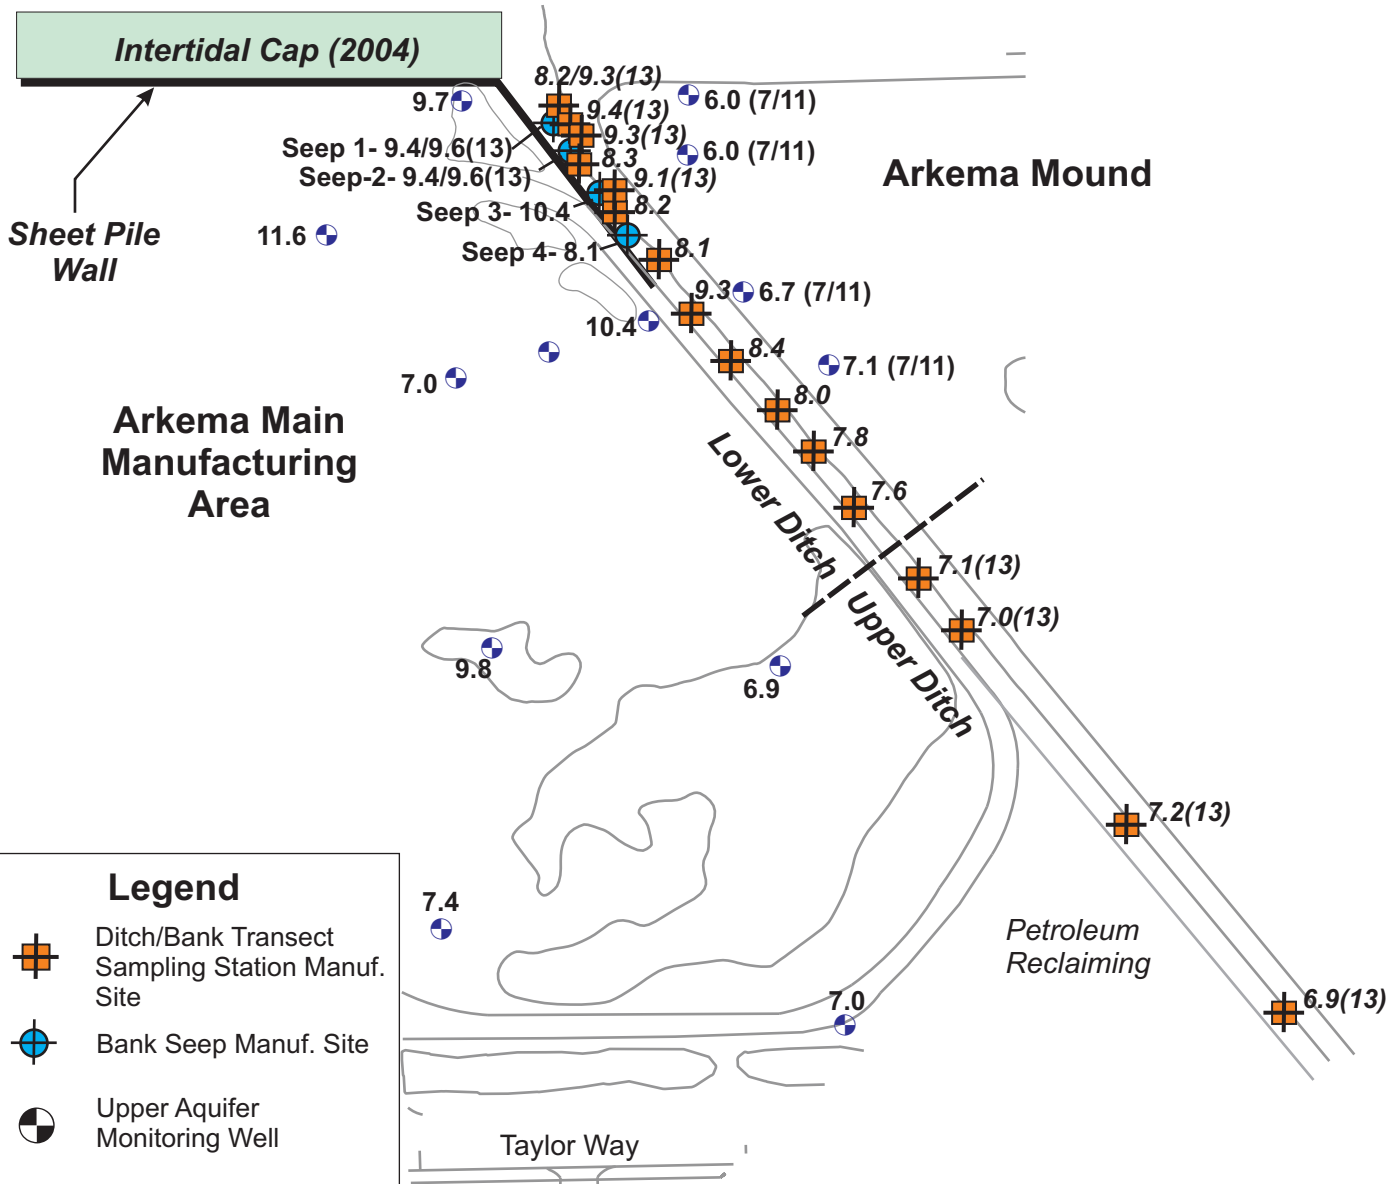 Intertidal Cap (2004)
8.2/9.3(13)
9.7
9.4(13)
6.0 (7/11)
9.3(13)
Seep 1- 9.4/9.6(13)
8.3
6.0 (7/11)
Seep-2- 9.4/9.6(13)
9.1(13)
Arkema Mound
Seep 3- 10.4
8.2
Sheet Pile
Wall
11.6
Seep 4- 8.1
8.1
9.3
6.7 (7/11)
10.4
8.4
7.1 (7/11)
7.0
8.0
Arkema Main
Manufacturing
Area
7.8
Lower Ditch
7.6
7.1(13)
Upper Ditch
7.0(13)
9.8
6.9
7.2(13)
Legend
Ditch/Bank Transect
Sampling Station Manuf.
Site
Bank Seep Manuf. Site
Upper Aquifer
Monitoring Well
7.4
Petroleum
Reclaiming
7.0
6.9(13)
Taylor Way